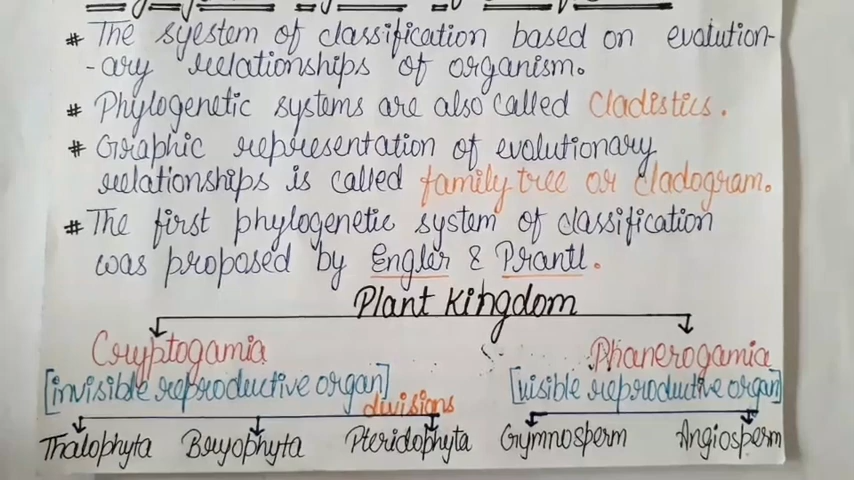 # The syestem of classification based on evalution-
-ary relationships of organism.
# Phylogenetic systems are also called Cladistics.
# Graphic representation of evalutionary
relationships is called family tree or cladogram.
# The first phylogenetic system of classification
was proposed by Engler & Prantl.
Plant Kingdom
Cryptogamia Phanerogamia
[invisible reproductive organ] [visible reproductive organ]
divisions
Thalophyta Bryophyta Pteridophyta Gymnosperm Angiosperm